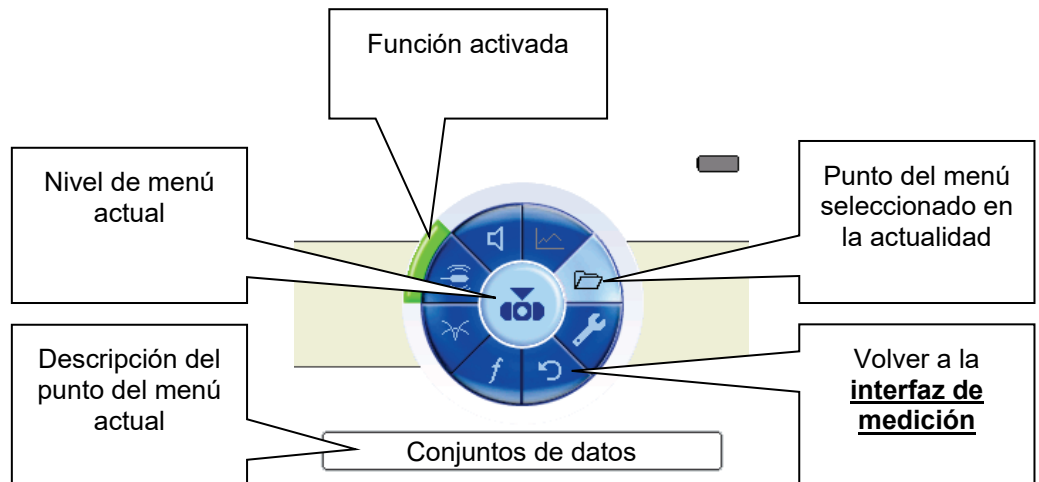 Función activada
Nivel de menú
actual
Punto del menú
seleccionado en
la actualidad
Descripción del
punto del menú
actual
Volver a la
interfaz de
medición
Conjuntos de datos